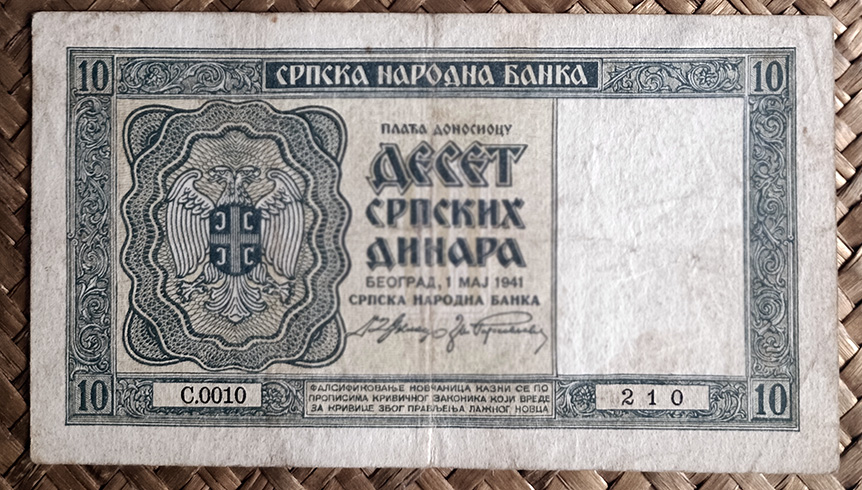 10 СРПСКА НАРОДНА БАНКА 10
ПЛАЋА ДОНОСИОЦУ
ДЕСЕТ
СРПСКИХ
ДИНАРА
БЕОГРАД, 1 МАЈ 1941
СРПСКА НАРОДНА БАНКА
10 C.0010
ФАЛСИФИКОВАЊЕ НОВЧАНИЦА КАЗНИ СЕ ПО
ПРОПИСИМА КРИВИЧНОГ ЗАКОНИКА КОЈИ ВРЕДЕ
ЗА КРИВИЦЕ ЗБОГ ПРАВЉЕЊА ЛАЖНОГ НОВЦА
210 10